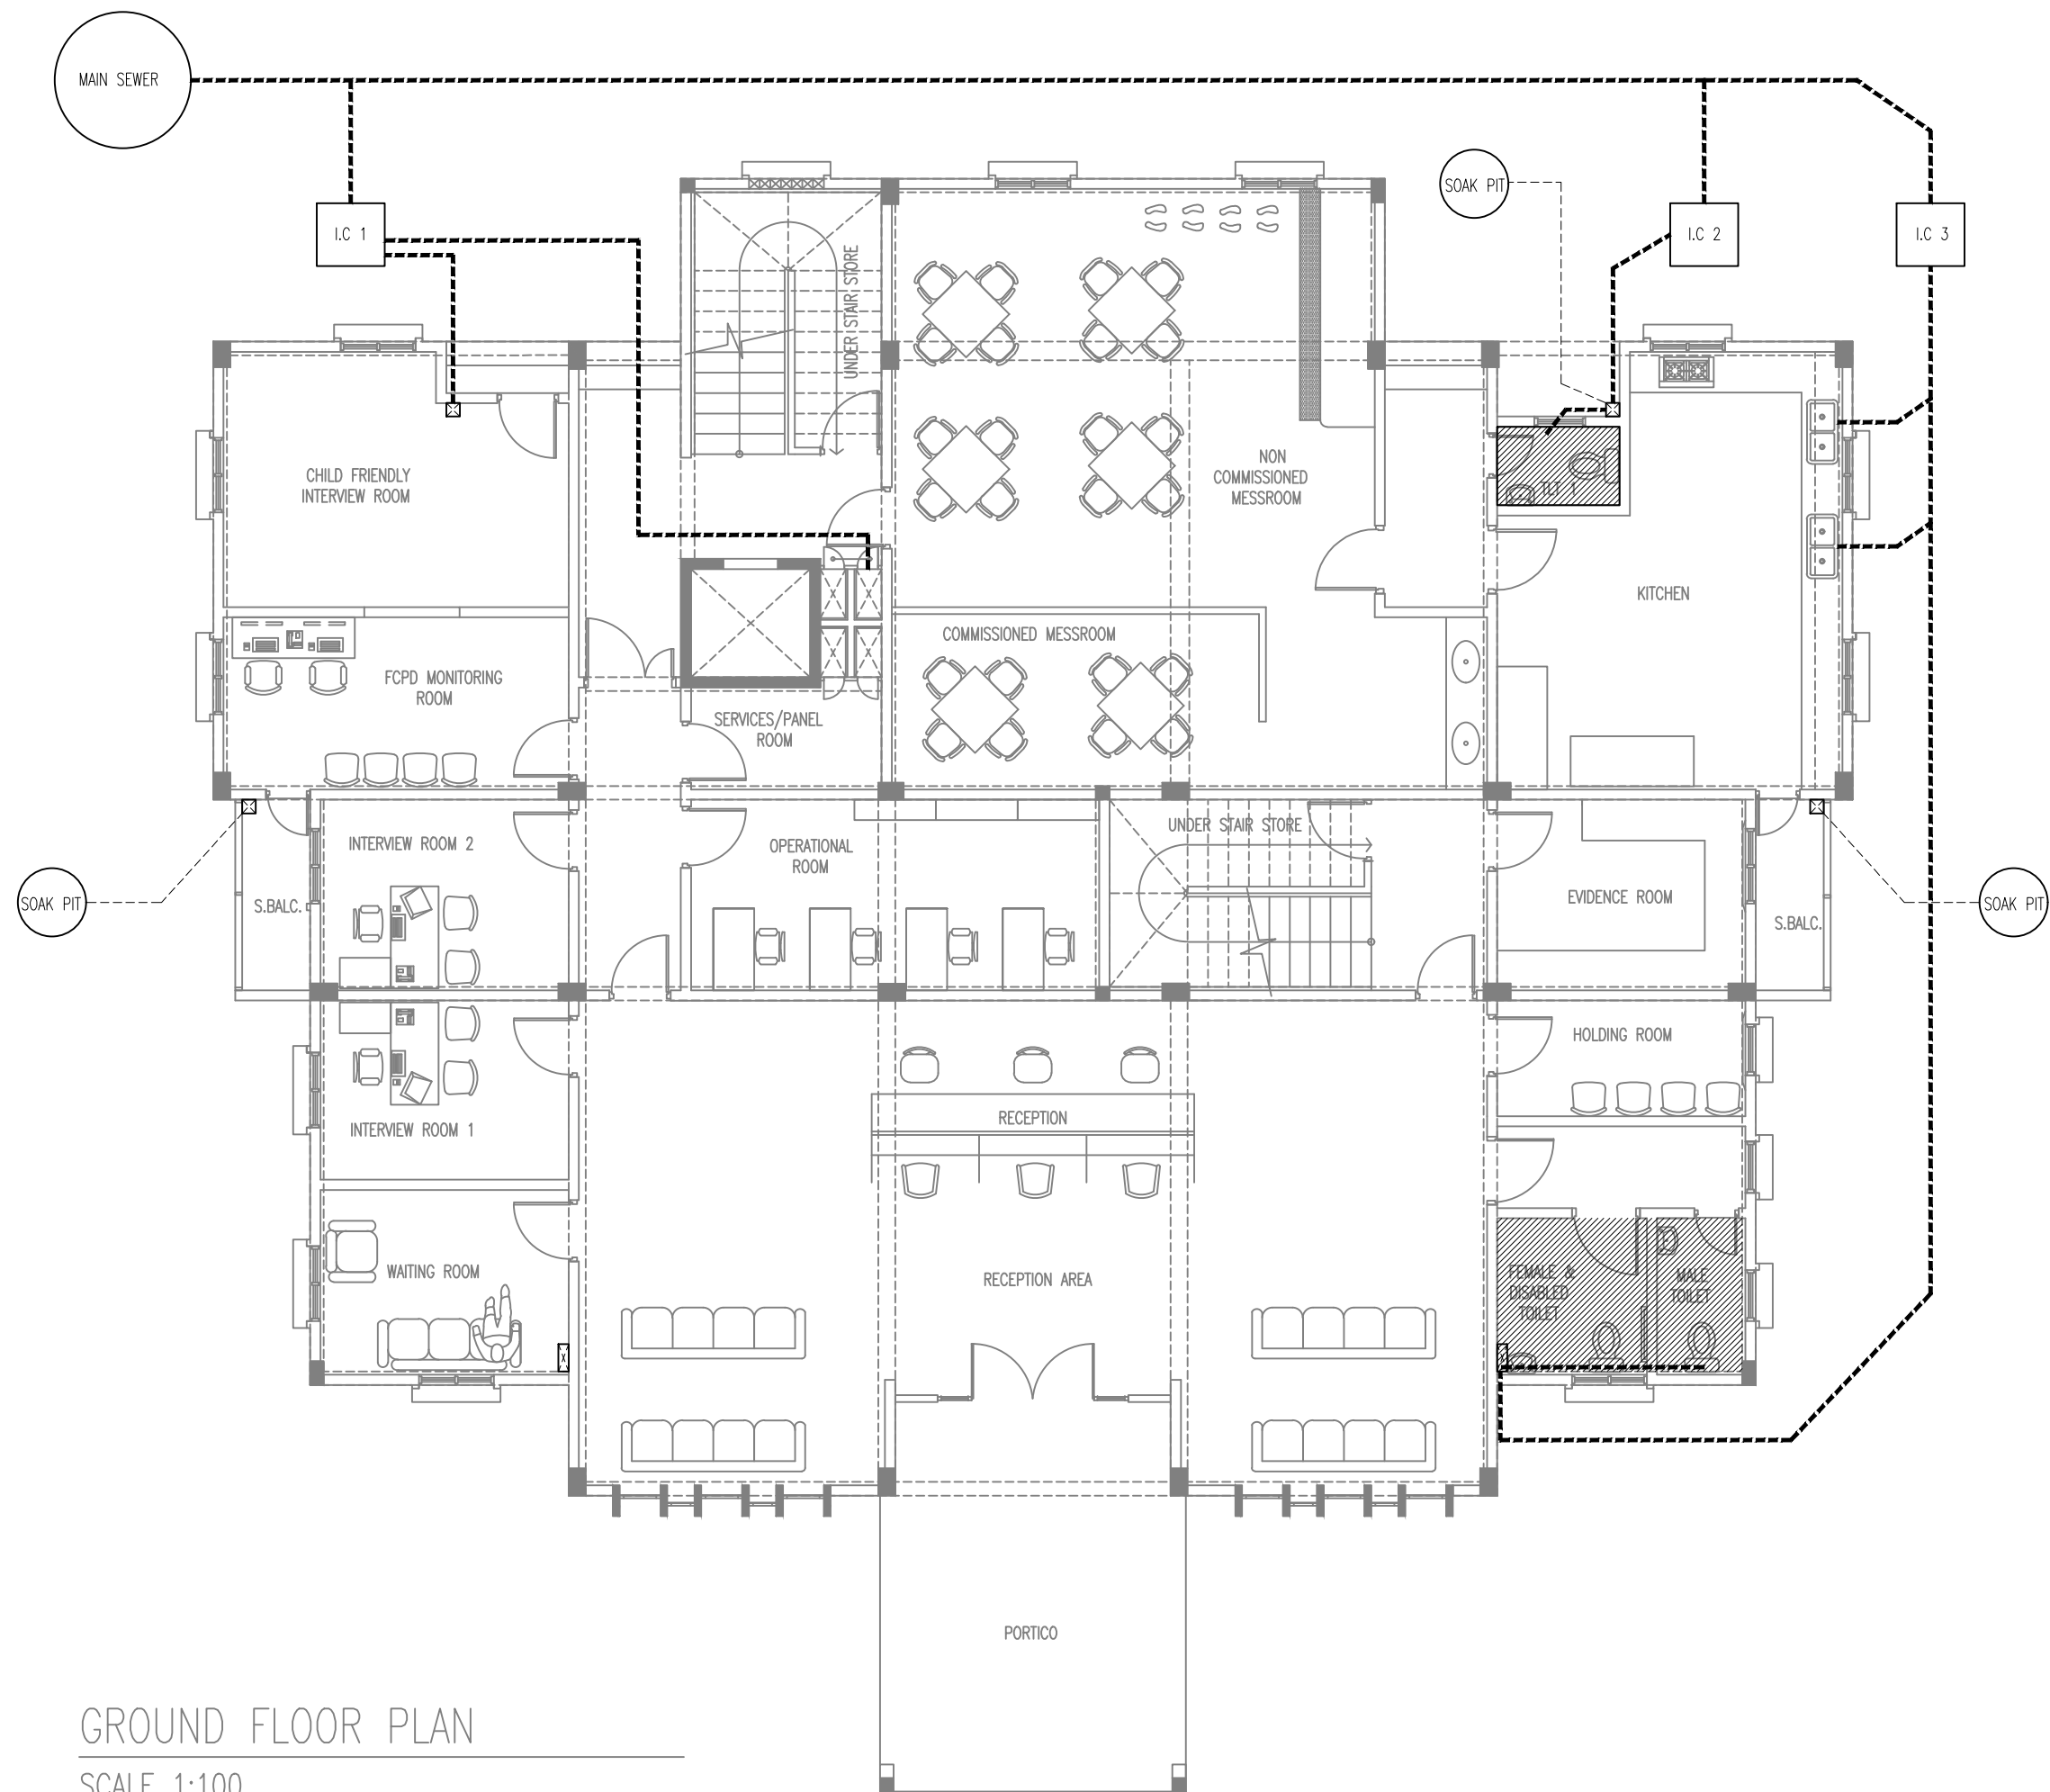 MAIN SEWER
SOAK PIT
I.C 1
I.C 2
I.C 3
UNDER STAIR STORE
CHILD FRIENDLY
INTERVIEW ROOM
NON
COMMISSIONED
MESSROOM
TLT 1
KITCHEN
COMMISSIONED MESSROOM
FCPD MONITORING
ROOM
SERVICES/PANEL
ROOM
INTERVIEW ROOM 2
OPERATIONAL
ROOM
UNDER STAIR STORE
EVIDENCE ROOM
SOAK PIT
S.BALC.
S.BALC.
SOAK PIT
HOLDING ROOM
RECEPTION
INTERVIEW ROOM 1
WAITING ROOM
RECEPTION AREA
FEMALE &
DISABLED
TOILET
MALE
TOILET
PORTICO
GROUND FLOOR PLAN
SCALE 1:100